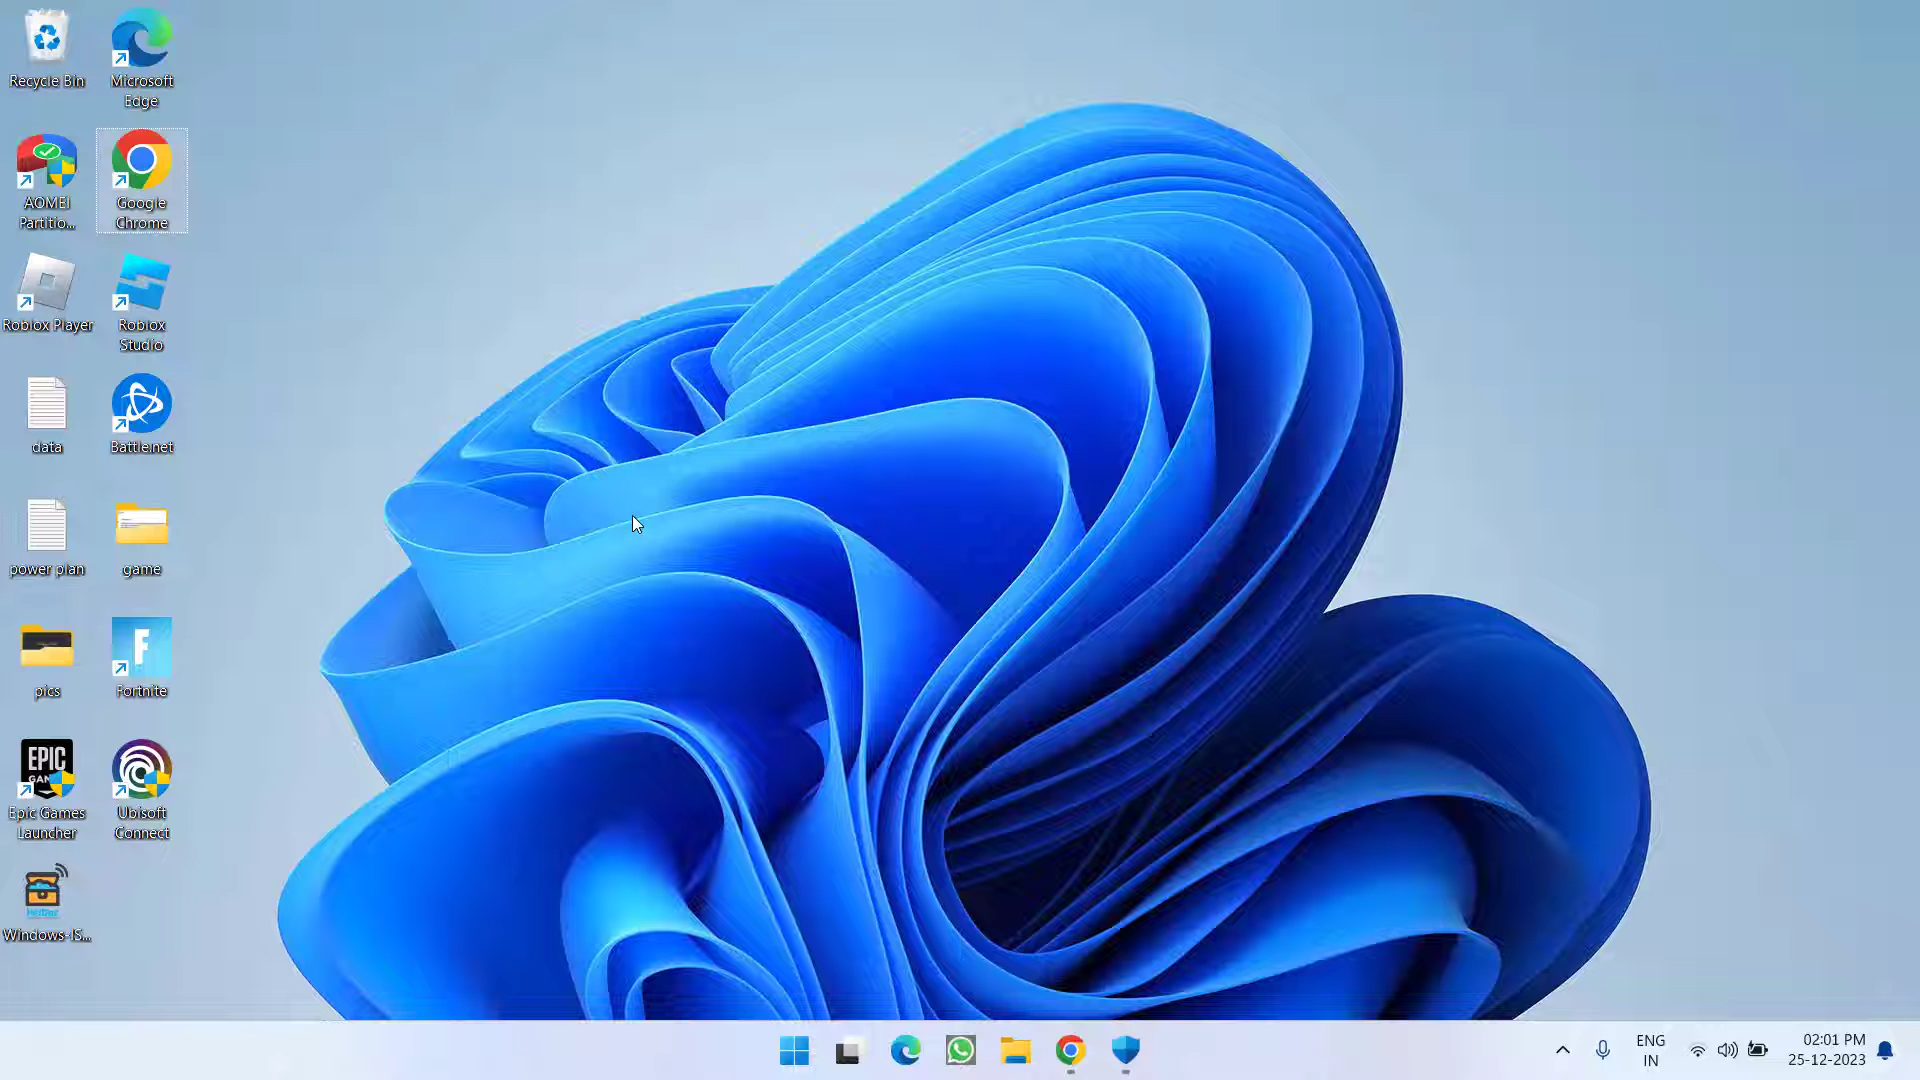 Recycle Bin
Microsoft
Edge
AOMEI
Partitio...
Google
Chrome
Roblox Player
Roblox
Studio
data
Battle.net
power plan
game
pics
F
Fortnite
EPIC
Epic Games
Launcher
Ubisoft
Connect
Windows-IS...
ENG
IN
02:01 PM
25-12-2023